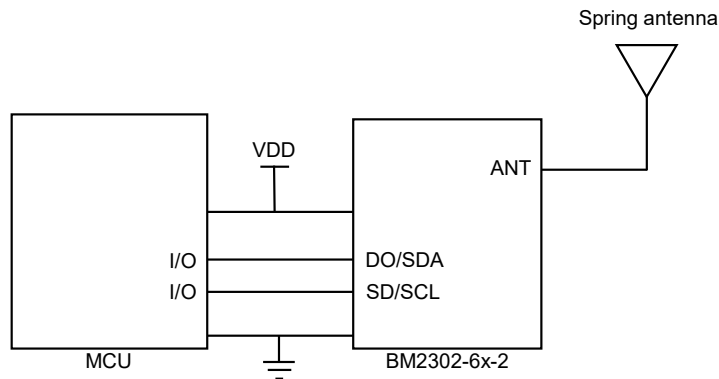 Spring antenna
VDD
ANT
I/O
DO/SDA
I/O
SD/SCL
MCU
BM2302-6x-2